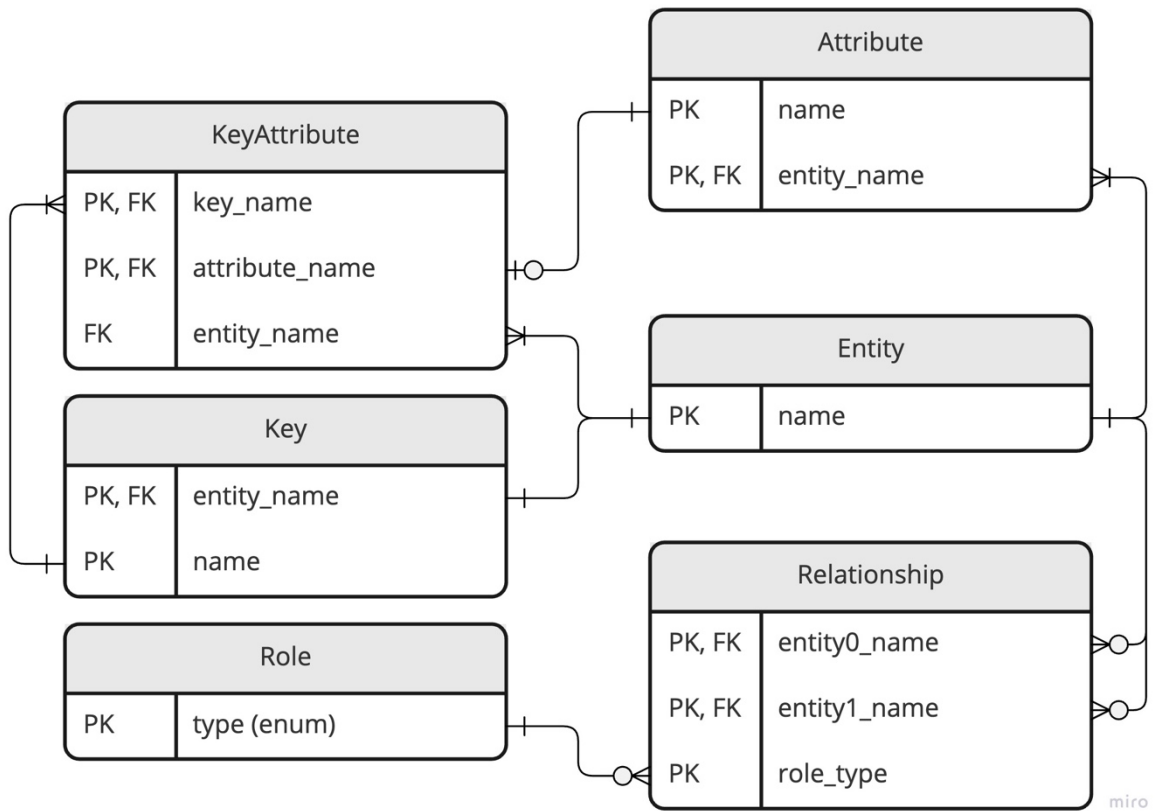 Attribute
PK name
PK, FK entity_name
KeyAttribute
PK, FK key_name
PK, FK attribute_name
FK entity_name
Entity
PK name
Key
PK, FK entity_name
PK name
Relationship
PK, FK entity0_name
PK, FK entity1_name
PK role_type
Role
PK type (enum)
miro